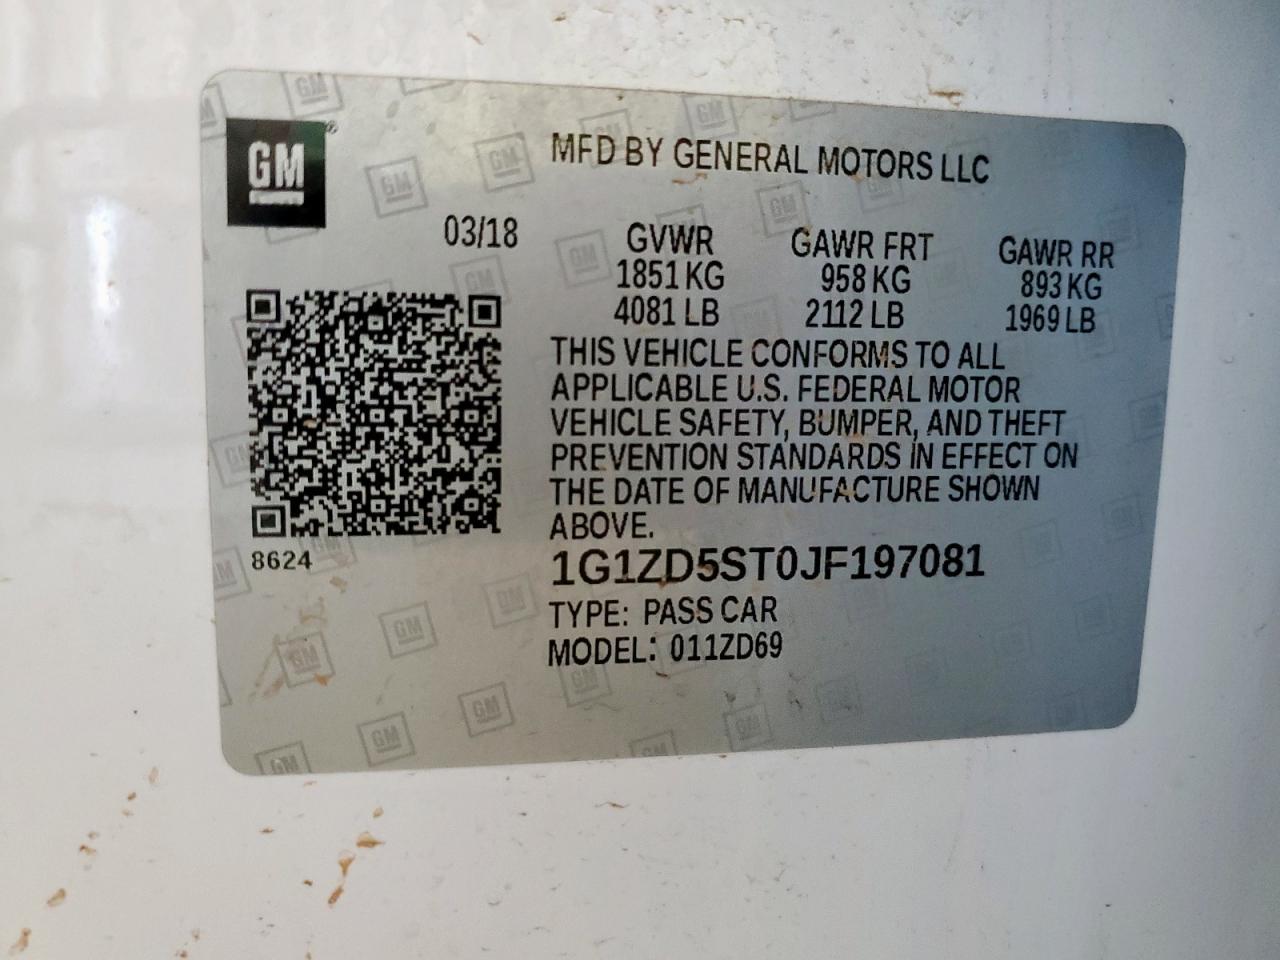 GM
MFD BY GENERAL MOTORS LLC
03/18
GVWR GAWR FRT GAWR RR
1851 KG 958 KG 893 KG
4081 LB 2112 LB 1969 LB
THIS VEHICLE CONFORMS TO ALL
APPLICABLE U.S. FEDERAL MOTOR
VEHICLE SAFETY, BUMPER, AND THEFT
PREVENTION STANDARDS IN EFFECT ON
THE DATE OF MANUFACTURE SHOWN
ABOVE.
8624
1G1ZD5ST0JF197081
TYPE: PASS CAR
MODEL: 011ZD69